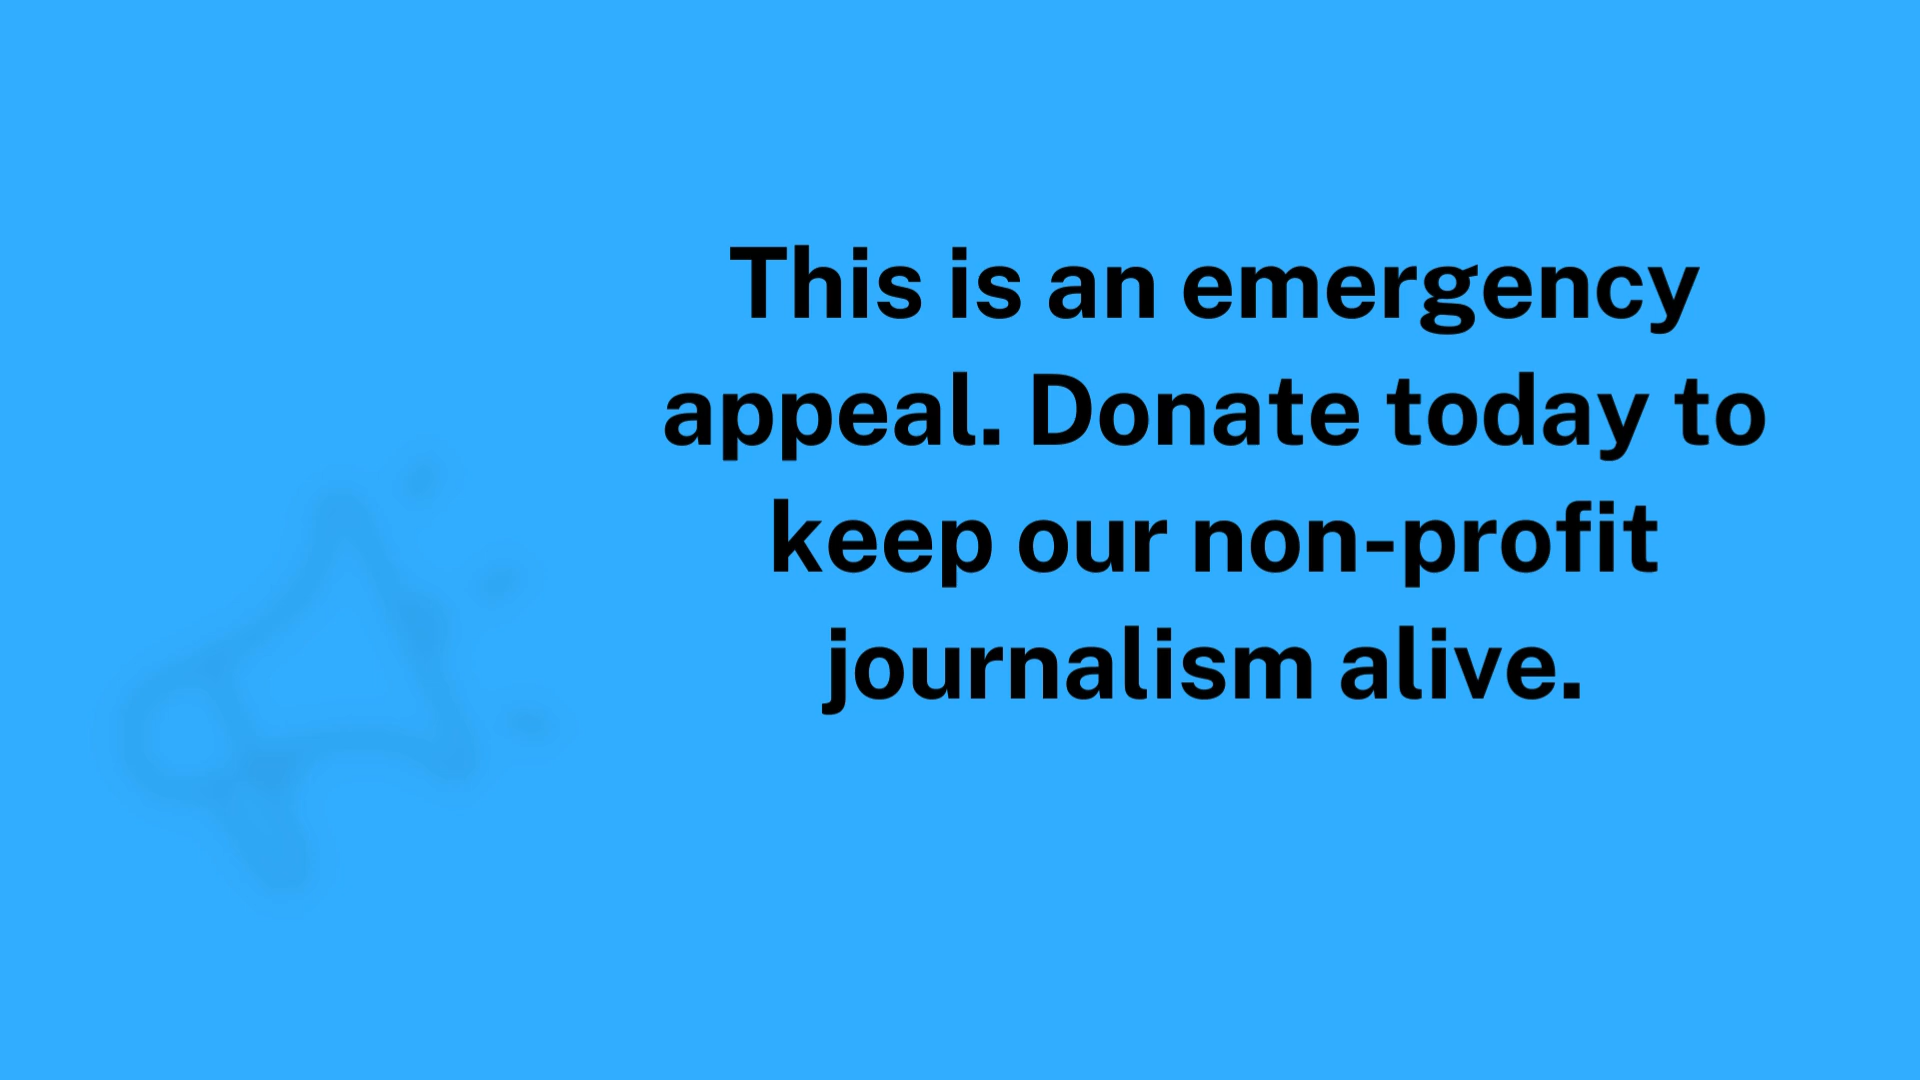 This is an emergency
appeal. Donate today to
keep our non-profit
journalism alive.